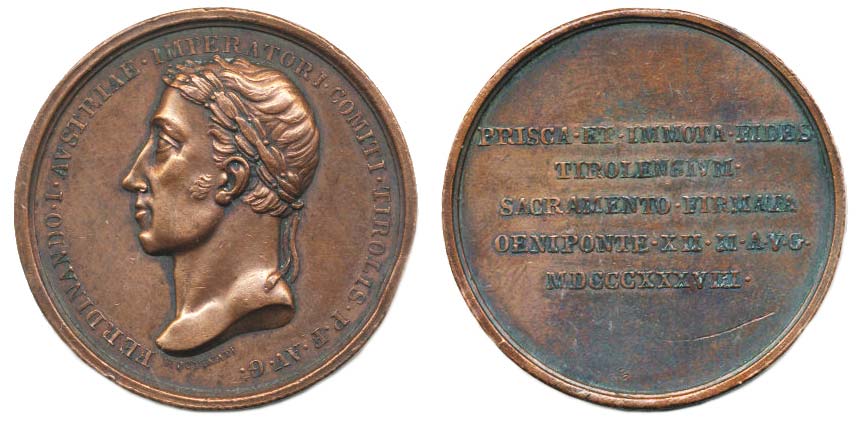 FERDINANDO · I · AVSTRIAE · IMPERATORI · COMITI · TIROLIS · P · F · AVG ·
PRISCA · ET · IMMOTA · FIDES
TIROLENSIVM ·
SACRAMENTO · FIRMATA
OENIPONTE · XII · M · AVG ·
MDCCCXXXVIII ·